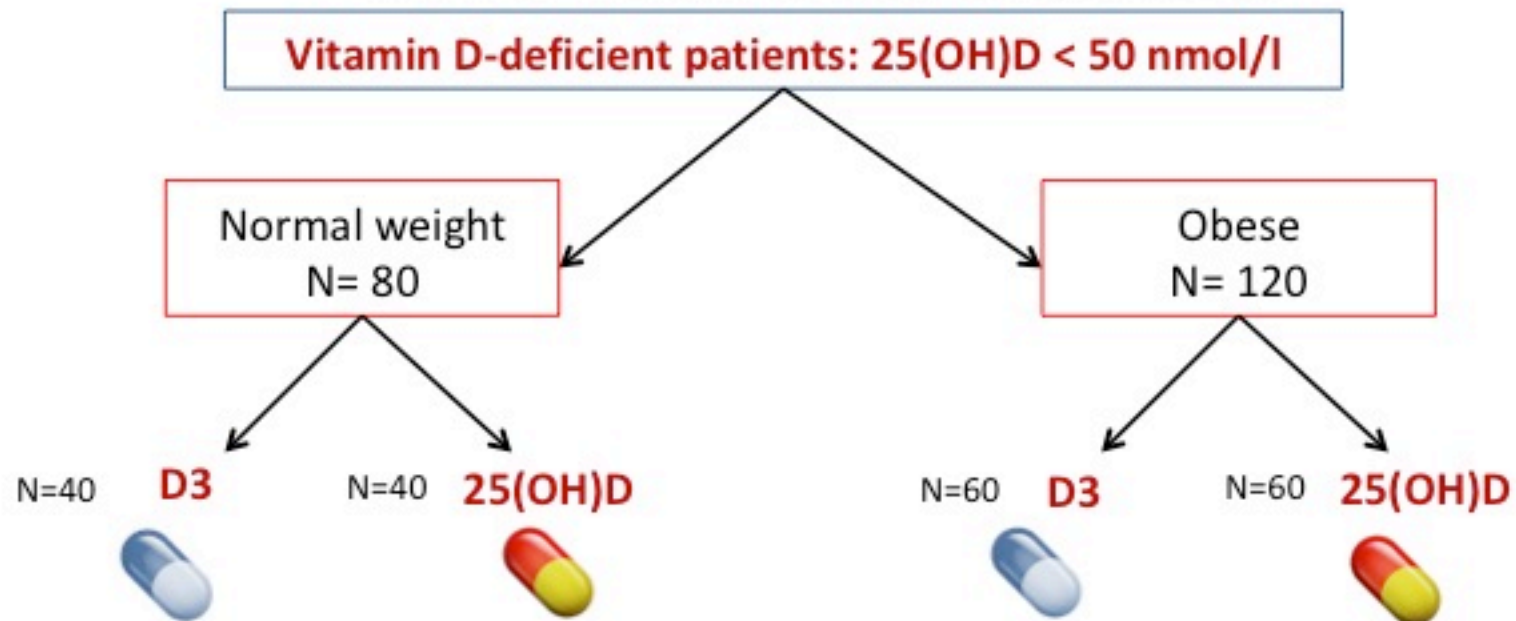 Vitamin D-deficient patients: 25(OH)D < 50 nmol/l
Normal weight
N= 80
Obese
N= 120
N=40 D3
N=40 25(OH)D
N=60 D3
N=60 25(OH)D